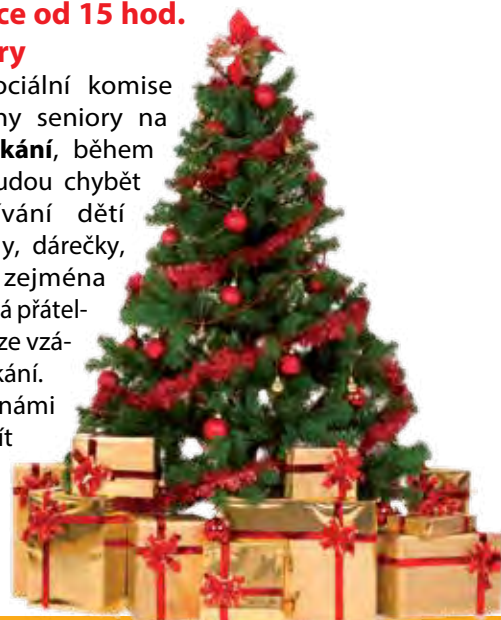 ce od 15 hod.
ry
ociální komise
ny seniory na
kání, během
udou chybět
ívání dětí
y, dárečky,
zejména
á přátel-
ze vzá-
kání.
námi
ít